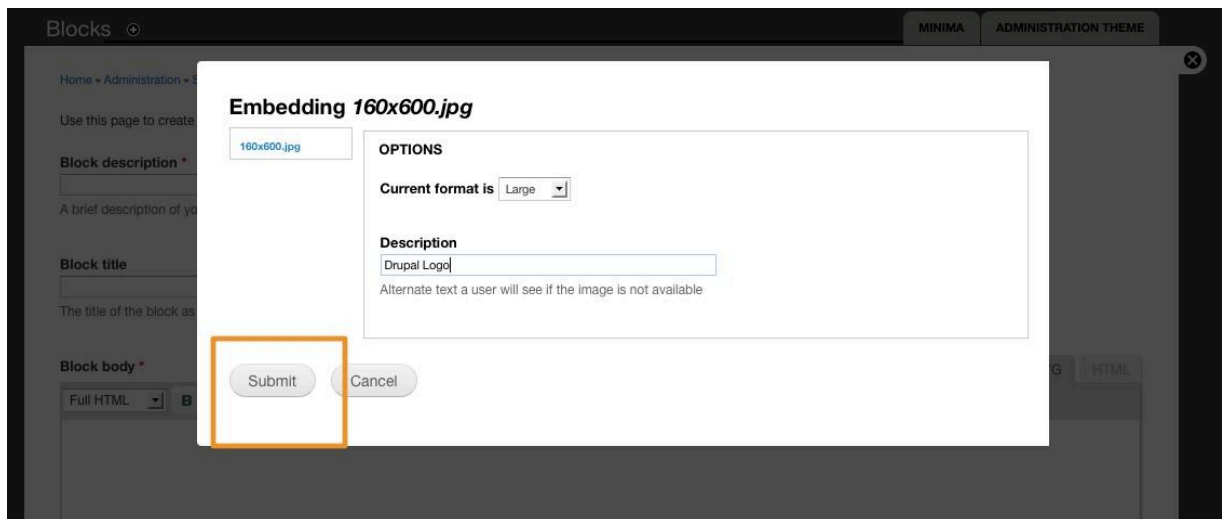 Blocks
MINIMA
ADMINISTRATION THEME
Home » Administration » S
Use this page to create
Block description *
A brief description of yo
Block title
The title of the block as
Block body *
Full HTML
B
Embedding 160x600.jpg
160x600.jpg
OPTIONS
Current format is Large
Description
Drupal Logo
Alternate text a user will see if the image is not available
Submit
Cancel
G
HTML